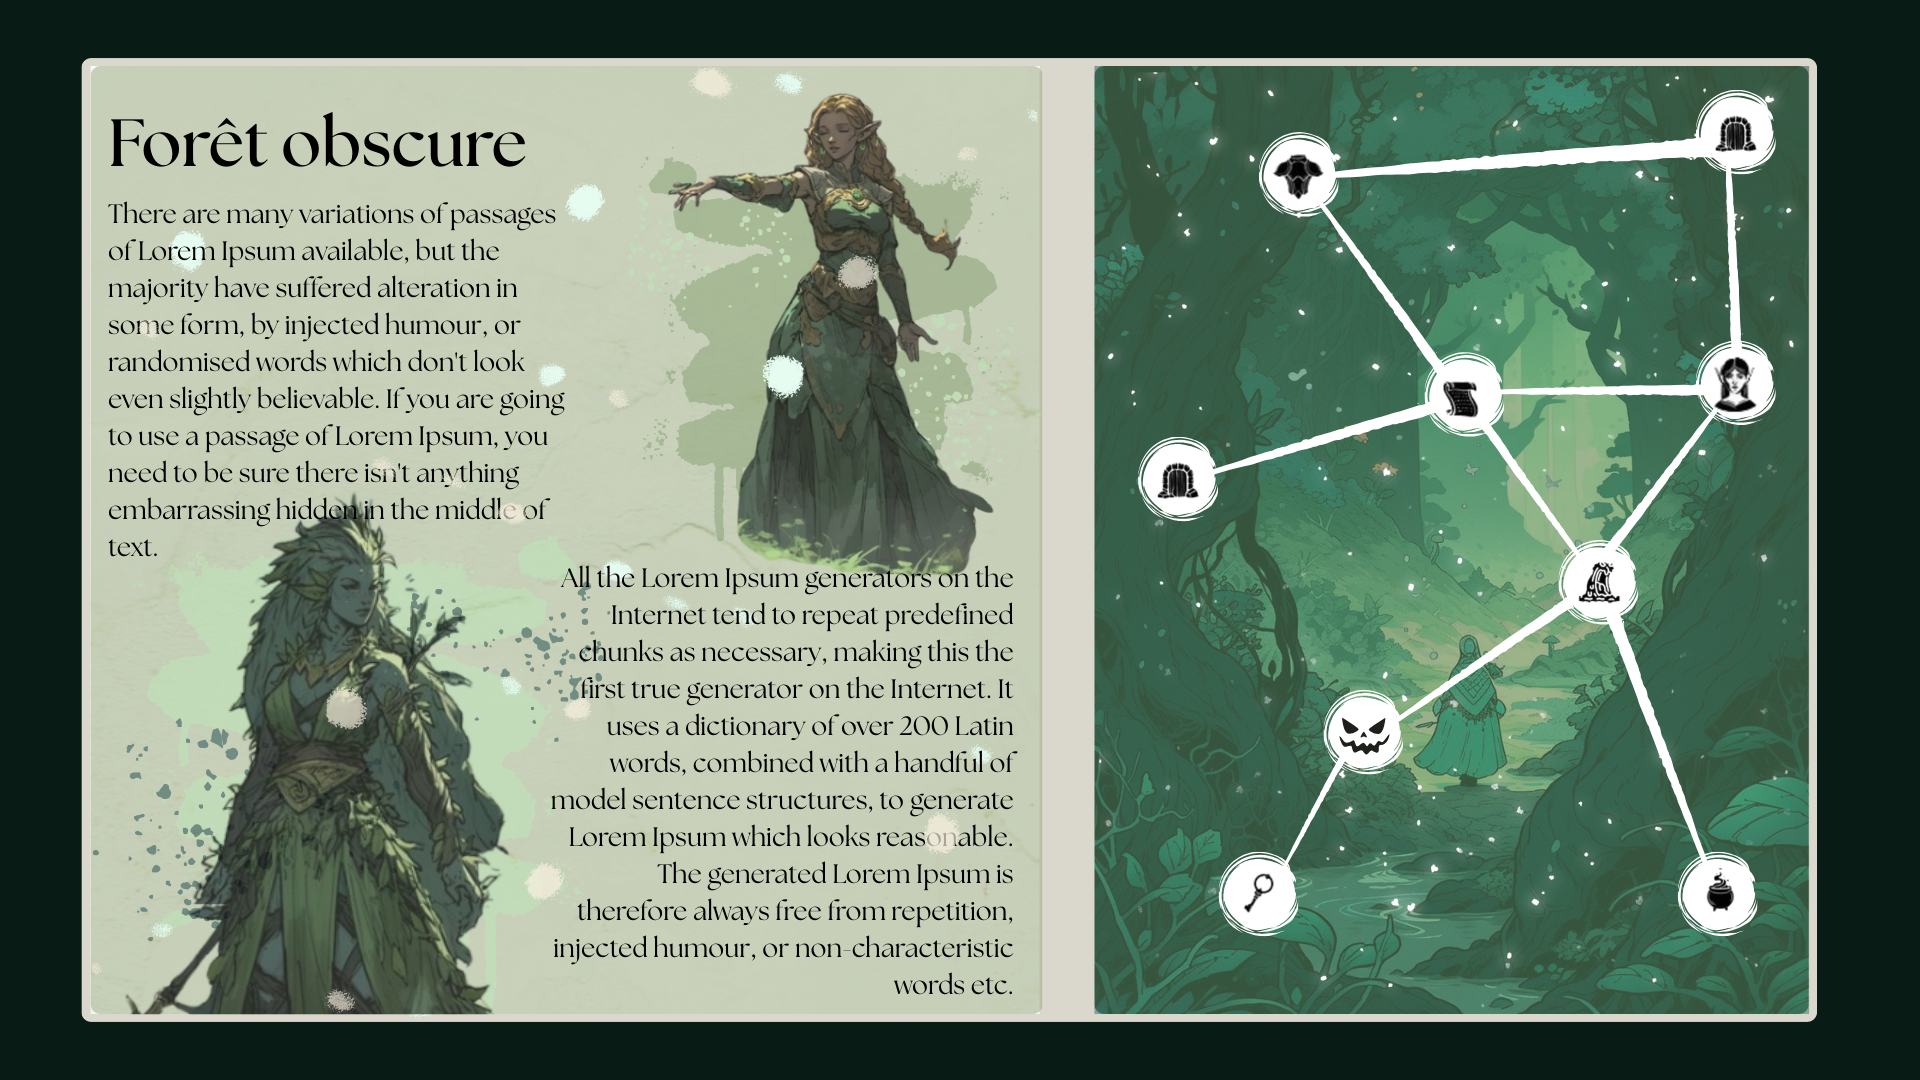 Forêt obscure
There are many variations of passages
of Lorem Ipsum available, but the
majority have suffered alteration in
some form, by injected humour, or
randomised words which don't look
even slightly believable. If you are going
to use a passage of Lorem Ipsum, you
need to be sure there isn't anything
embarrassing hidden in the middle of
text.
All the Lorem Ipsum generators on the
Internet tend to repeat predefined
chunks as necessary, making this the
first true generator on the Internet. It
uses a dictionary of over 200 Latin
words, combined with a handful of
model sentence structures, to generate
Lorem Ipsum which looks reasonable.
The generated Lorem Ipsum is
therefore always free from repetition,
injected humour, or non-characteristic
words etc.